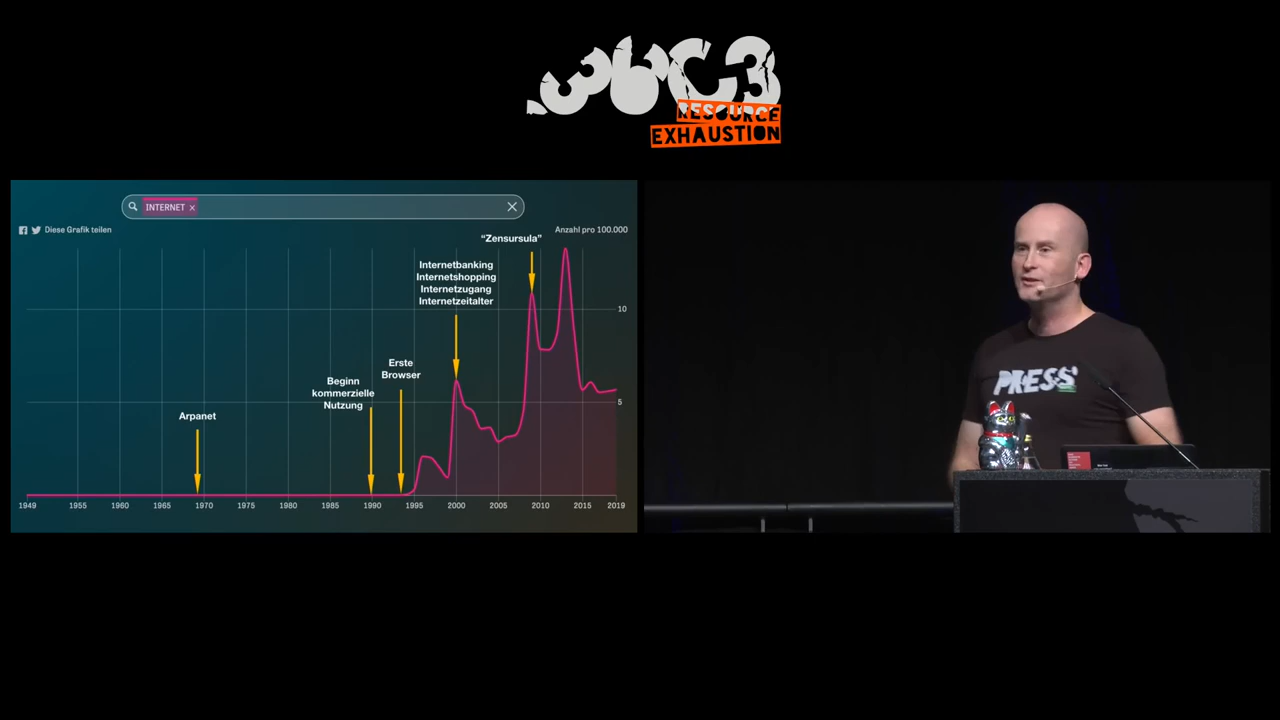 36C3
RESOURCE
EXHAUSTION
INTERNET ×
Diese Grafik teilen
Anzahl pro 100.000
“Zensursula”
Internetbanking
Internetshopping
Internetzugang
Internetzeitalter
10
Erste
Browser
Beginn
kommerzielle
Nutzung
5
Arpanet
1949 1955 1960 1965 1970 1975 1980 1985 1990 1995 2000 2005 2010 2015 2019
PRESS